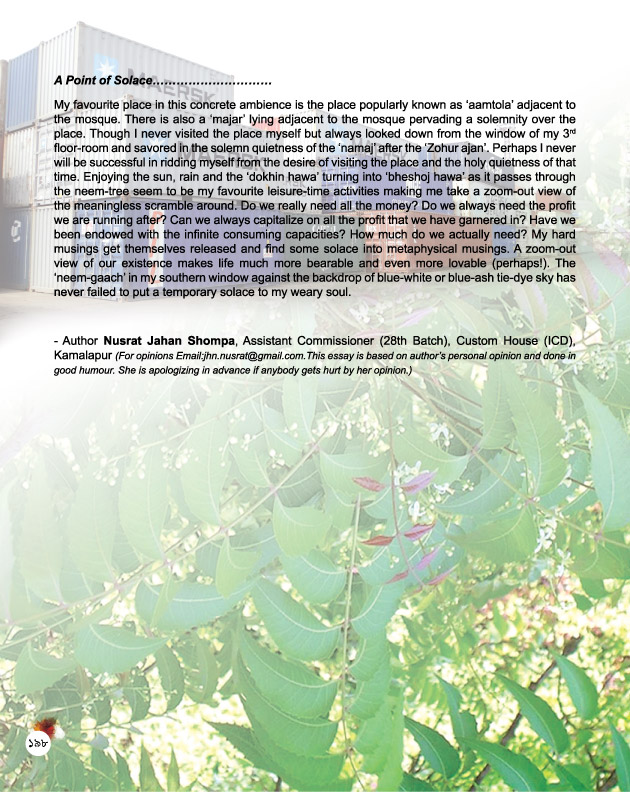 MAERSK
A Point of Solace…………………………
My favourite place in this concrete ambience is the place popularly known as ‘aamtola’ adjacent to
the mosque. There is also a ‘majar’ lying adjacent to the mosque pervading a solemnity over the
place. Though I never visited the place myself but always looked down from the window of my 3rd
floor-room and savored in the solemn quietness of the ‘namaj’ after the ’Zohur ajan’. Perhaps I never
will be successful in ridding myself from the desire of visiting the place and the holy quietness of that
time. Enjoying the sun, rain and the ‘dokhin hawa’ turning into ‘bheshoj hawa’ as it passes through
the neem-tree seem to be my favourite leisure-time activities making me take a zoom-out view of
the meaningless scramble around. Do we really need all the money? Do we always need the profit
we are running after? Can we always capitalize on all the profit that we have garnered in? Have we
been endowed with the infinite consuming capacities? How much do we actually need? My hard
musings get themselves released and find some solace into metaphysical musings. A zoom-out
view of our existence makes life much more bearable and even more lovable (perhaps!). The
‘neem-gaach’ in my southern window against the backdrop of blue-white or blue-ash tie-dye sky has
never failed to put a temporary solace to my weary soul.
- Author Nusrat Jahan Shompa, Assistant Commissioner (28th Batch), Custom House (ICD),
Kamalapur (For opinions Email:jhn.nusrat@gmail.com.This essay is based on author’s personal opinion and done in
good humour. She is apologizing in advance if anybody gets hurt by her opinion.)
১৯৮